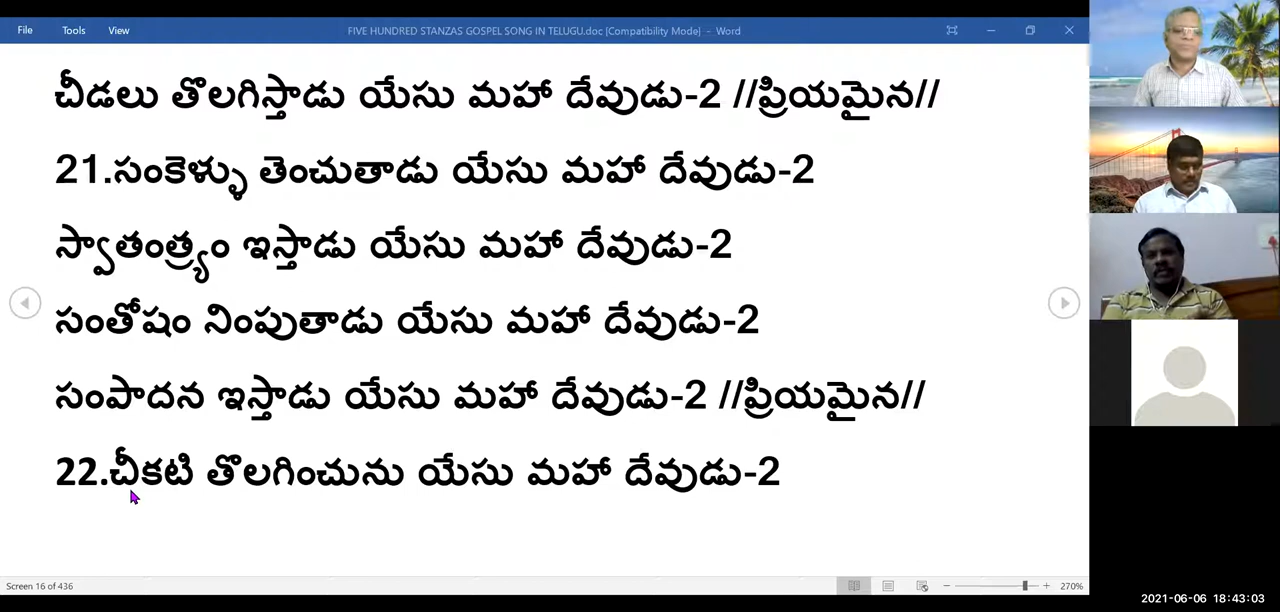 File Tools View FIVE HUNDRED STANZAS GOSPEL SONG IN TELUGU.doc [Compatibility Mode] - Word
చీడలు తొలగిస్తాడు యేసు మహా దేవుడు-2 //ప్రియమైన//
21.సంకెళ్ళు తెంచుతాడు యేసు మహా దేవుడు-2
స్వాతంత్ర్యం ఇస్తాడు యేసు మహా దేవుడు-2
సంతోషం నింపుతాడు యేసు మహా దేవుడు-2
సంపాదన ఇస్తాడు యేసు మహా దేవుడు-2 //ప్రియమైన//
22.చీకటి తొలగించును యేసు మహా దేవుడు-2
Screen 16 of 436 270%
2021-06-06 18:43:03